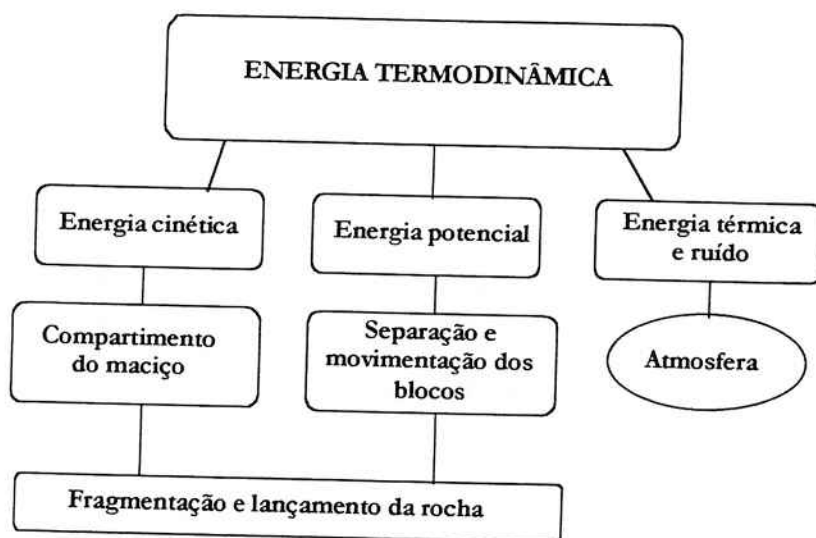 ENERGIA TERMODINÂMICA
Energia cinética
Energia potencial
Energia térmica
e ruído
Compartimento
do maciço
Separação e
movimentação dos
blocos
Atmosfera
Fragmentação e lançamento da rocha